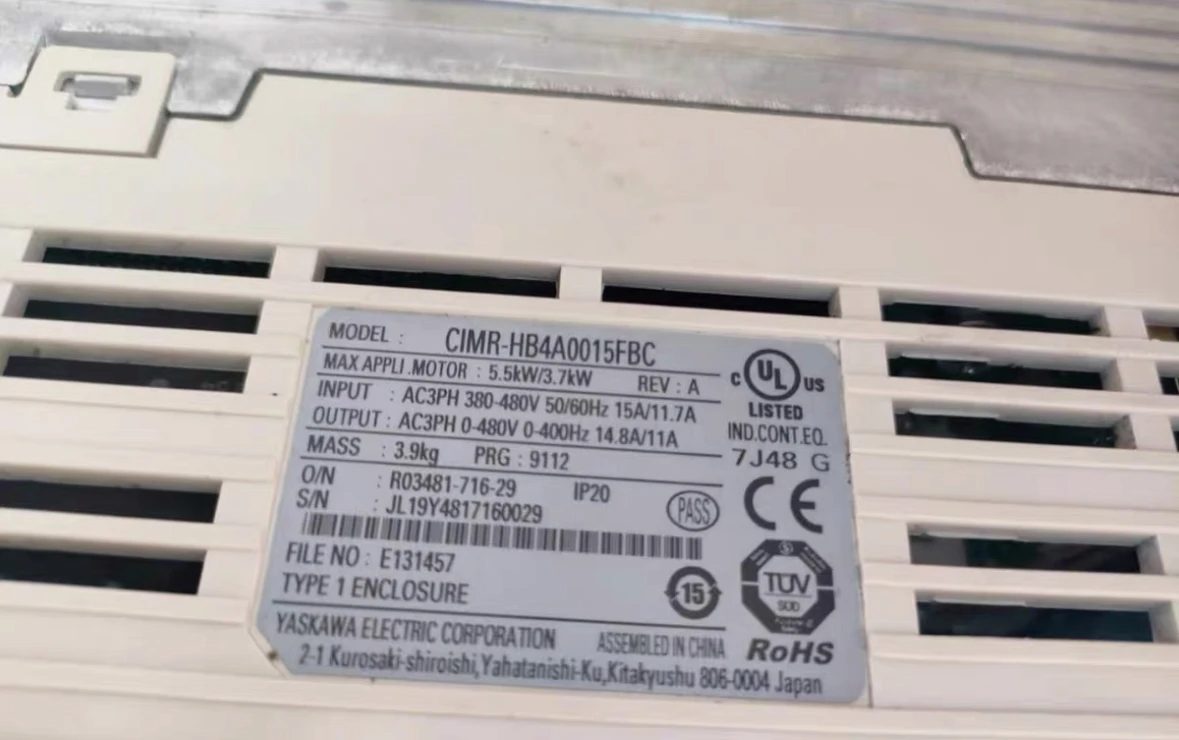 MODEL : CIMR-HB4A0015FBC
MAX APPLI.MOTOR : 5.5kW/3.7kW REV : A
INPUT : AC3PH 380-480V 50/60Hz 15A/11.7A
OUTPUT : AC3PH 0-480V 0-400Hz 14.8A/11A
MASS : 3.9kg PRG : 9112
O/N : R03481-716-29 IP20
S/N : JL19Y4817160029
PASS
FILE NO : E131457
TYPE 1 ENCLOSURE
15
C UL US
LISTED
IND.CONT.EQ.
7J48 G
CE
TÜV
SÜD
RoHS
YASKAWA ELECTRIC CORPORATION ASSEMBLED IN CHINA
2-1 Kurosaki-shiroishi,Yahatanishi-Ku,Kitakyushu 806-0004 Japan